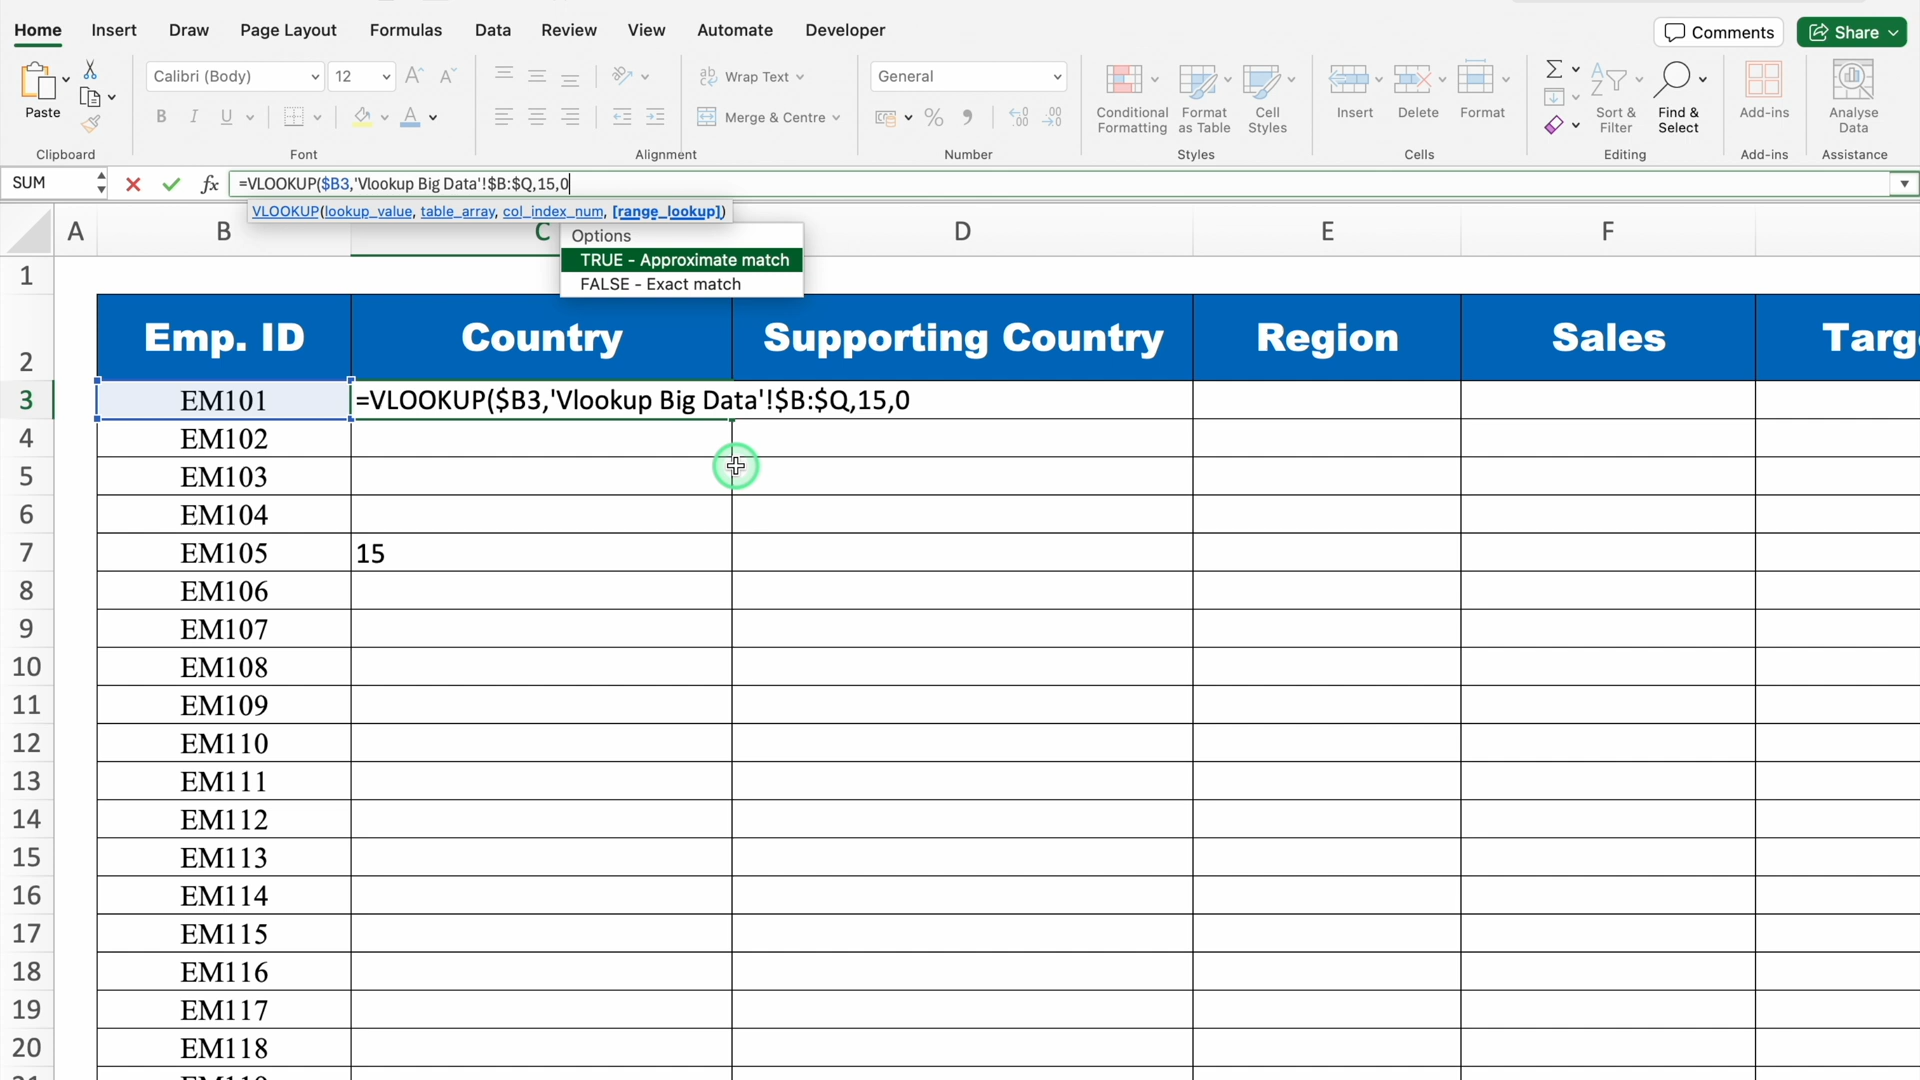 Home Insert Draw Page Layout Formulas Data Review View Automate Developer Comments Share
Calibri (Body) 12 Wrap Text General
Paste B I U Merge & Centre Conditional Formatting Format as Table Cell Styles Insert Delete Format Sort & Filter Find & Select Add-ins Analyse Data
Clipboard Font Alignment Number Styles Cells Editing Add-ins Assistance
SUM fx =VLOOKUP($B3,'Vlookup Big Data'!$B:$Q,15,0
VLOOKUP(lookup_value, table_array, col_index_num, [range_lookup])
A B C D E F
Options
TRUE - Approximate match
FALSE - Exact match
1
2 Emp. ID Country Supporting Country Region Sales Targ
3 EM101 =VLOOKUP($B3,'Vlookup Big Data'!$B:$Q,15,0
4 EM102
5 EM103
6 EM104
7 EM105 15
8 EM106
9 EM107
10 EM108
11 EM109
12 EM110
13 EM111
14 EM112
15 EM113
16 EM114
17 EM115
18 EM116
19 EM117
20 EM118